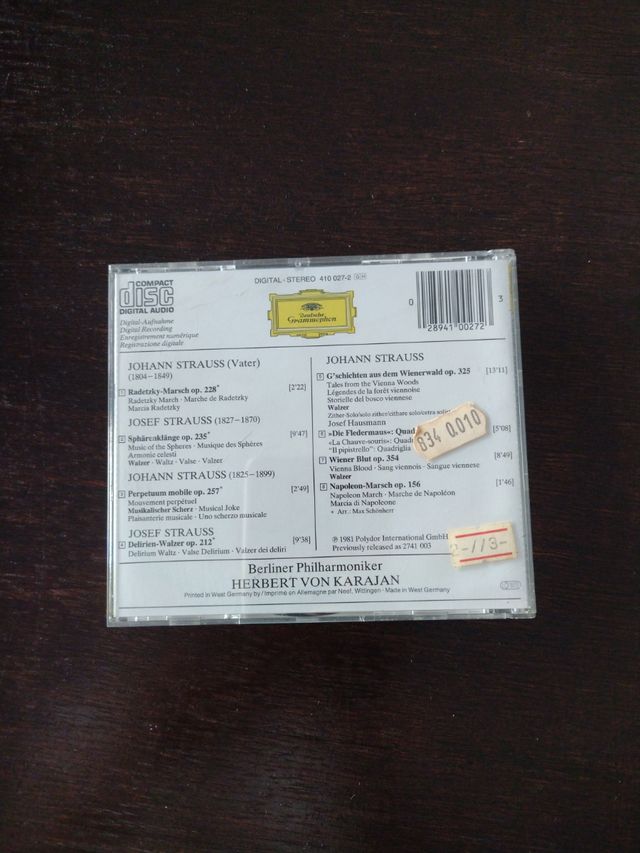 COMPACT
disc
DIGITAL AUDIO
DIGITAL-STEREO 410 027-2 GH
Deutsche
Grammophon
0
28941 00272
3
Digital-Aufnahme
Digital Recording
Enregistrement numérique
Registrazione digitale
JOHANN STRAUSS (Vater)
(1804-1849)
1 Radetzky-Marsch op. 228* [2'22]
Radetzky March · Marche de Radetzky
Marcia Radetzky
JOSEF STRAUSS (1827-1870)
2 Sphärenklänge op. 235* [9'47]
Music of the Spheres · Musique des Sphères
Armonie celesti
Walzer · Waltz · Valse · Valzer
JOHANN STRAUSS (1825-1899)
3 Perpetuum mobile op. 257* [2'49]
Mouvement perpétuel
Musikalischer Scherz · Musical Joke
Plaisanterie musicale · Uno scherzo musicale
JOSEF STRAUSS
4 Delirien-Walzer op. 212* [9'38]
Delirium Waltz · Valse Delirium · Valzer dei deliri
JOHANN STRAUSS
5 G'schichten aus dem Wienerwald op. 325 [13'11]
Tales from the Vienna Woods
Légendes de la forêt viennoise
Storielle del bosco viennese
Walzer
Zither-Solo/solo zither/cithare solo/cetra solo
Josef Hausmann
6 »Die Fledermaus«: Quad [5'08]
«La Chauve-souris»: Quad
"Il pipistrello": Quadriglia
7 Wiener Blut op. 354 [8'49]
Vienna Blood · Sang viennois · Sangue viennese
Walzer
8 Napoleon-Marsch op. 156 [1'46]
Napoleon March · Marche de Napoléon
Marcia di Napoleone
* Arr.: Max Schönherr
834 0.010
℗ 1981 Polydor International GmbH
Previously released as 2741 003
-113-
Berliner Philharmoniker
HERBERT VON KARAJAN
Printed in West Germany by / Imprimé en Allemagne par Neef, Wittingen · Made in West Germany